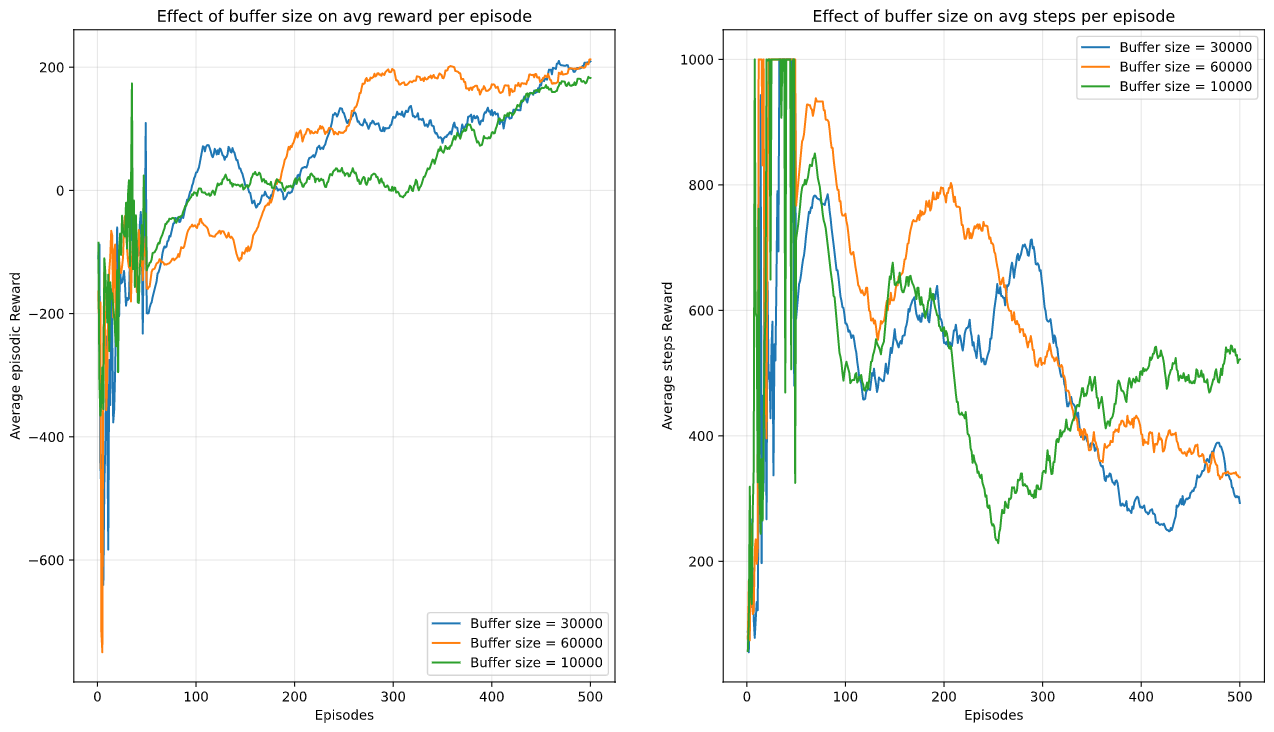 Effect of buffer size on avg reward per episode
200
0
−200
−400
−600
Average episodic Reward
0
100
200
300
400
500
Episodes
Buffer size = 30000
Buffer size = 60000
Buffer size = 10000
Effect of buffer size on avg steps per episode
1000
800
600
400
200
Average steps Reward
0
100
200
300
400
500
Episodes
Buffer size = 30000
Buffer size = 60000
Buffer size = 10000